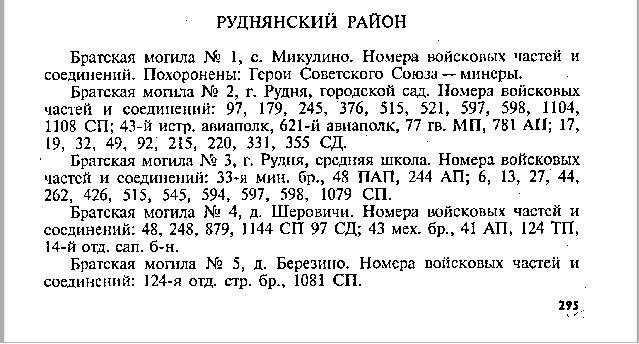 РУДНЯНСКИЙ РАЙОН
Братская могила № 1, с. Микулино. Номера войсковых частей и
соединений. Похоронены: Герои Советского Союза — минеры.
Братская могила № 2, г. Рудня, городской сад. Номера войсковых
частей и соединений: 97, 179, 245, 376, 515, 521, 597, 598, 1104,
1108 СП; 43-й истр. авиаполк, 621-й авиаполк, 77 гв. МП, 781 АП; 17,
19, 32, 49, 92, 215, 220, 331, 355 СД.
Братская могила № 3, г. Рудня, средняя школа. Номера войсковых
частей и соединений: 33-я мин. бр., 48 ПАП, 244 АП; 6, 13, 27, 44,
262, 426, 515, 545, 594, 597, 598, 1079 СП.
Братская могила № 4, д. Шеровичи. Номера войсковых частей и
соединений: 48, 248, 879, 1144 СП 97 СД; 43 мех. бр., 41 АП, 124 ТП,
14-й отд. сап. б-н.
Братская могила № 5, д. Березино. Номера войсковых частей и
соединений: 124-я отд. стр. бр., 1081 СП.
295